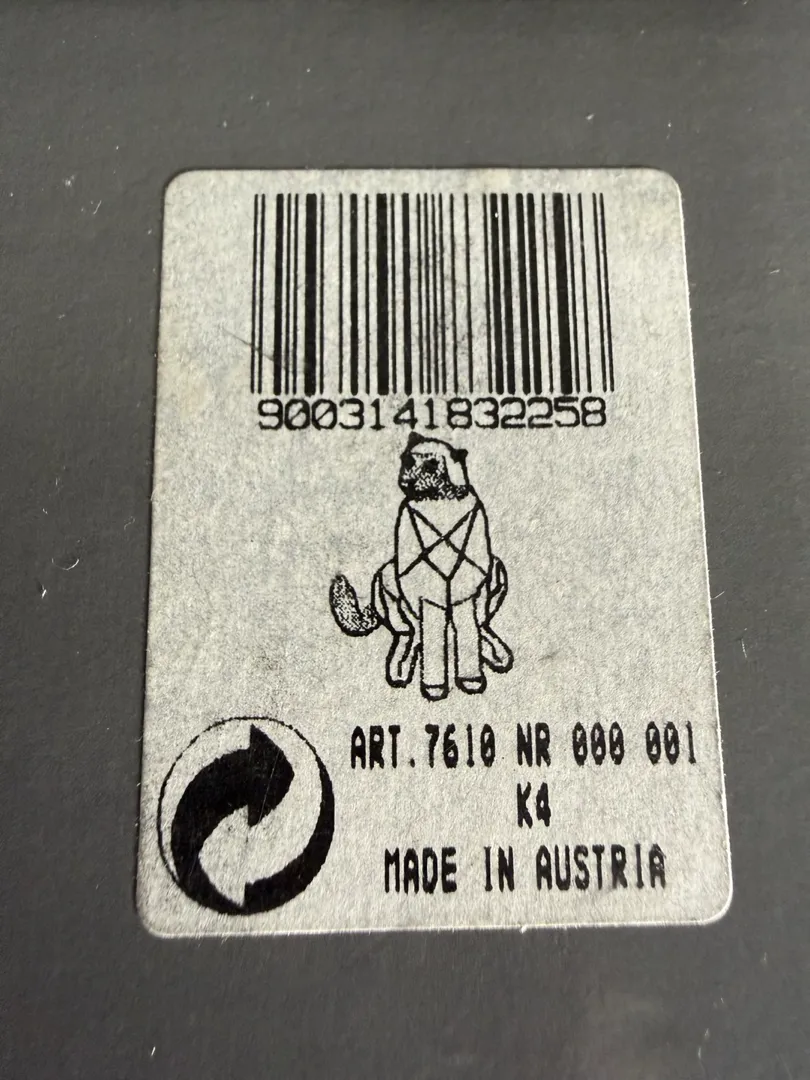 9003141832258
ART.7610 NR 000 001
K4
MADE IN AUSTRIA